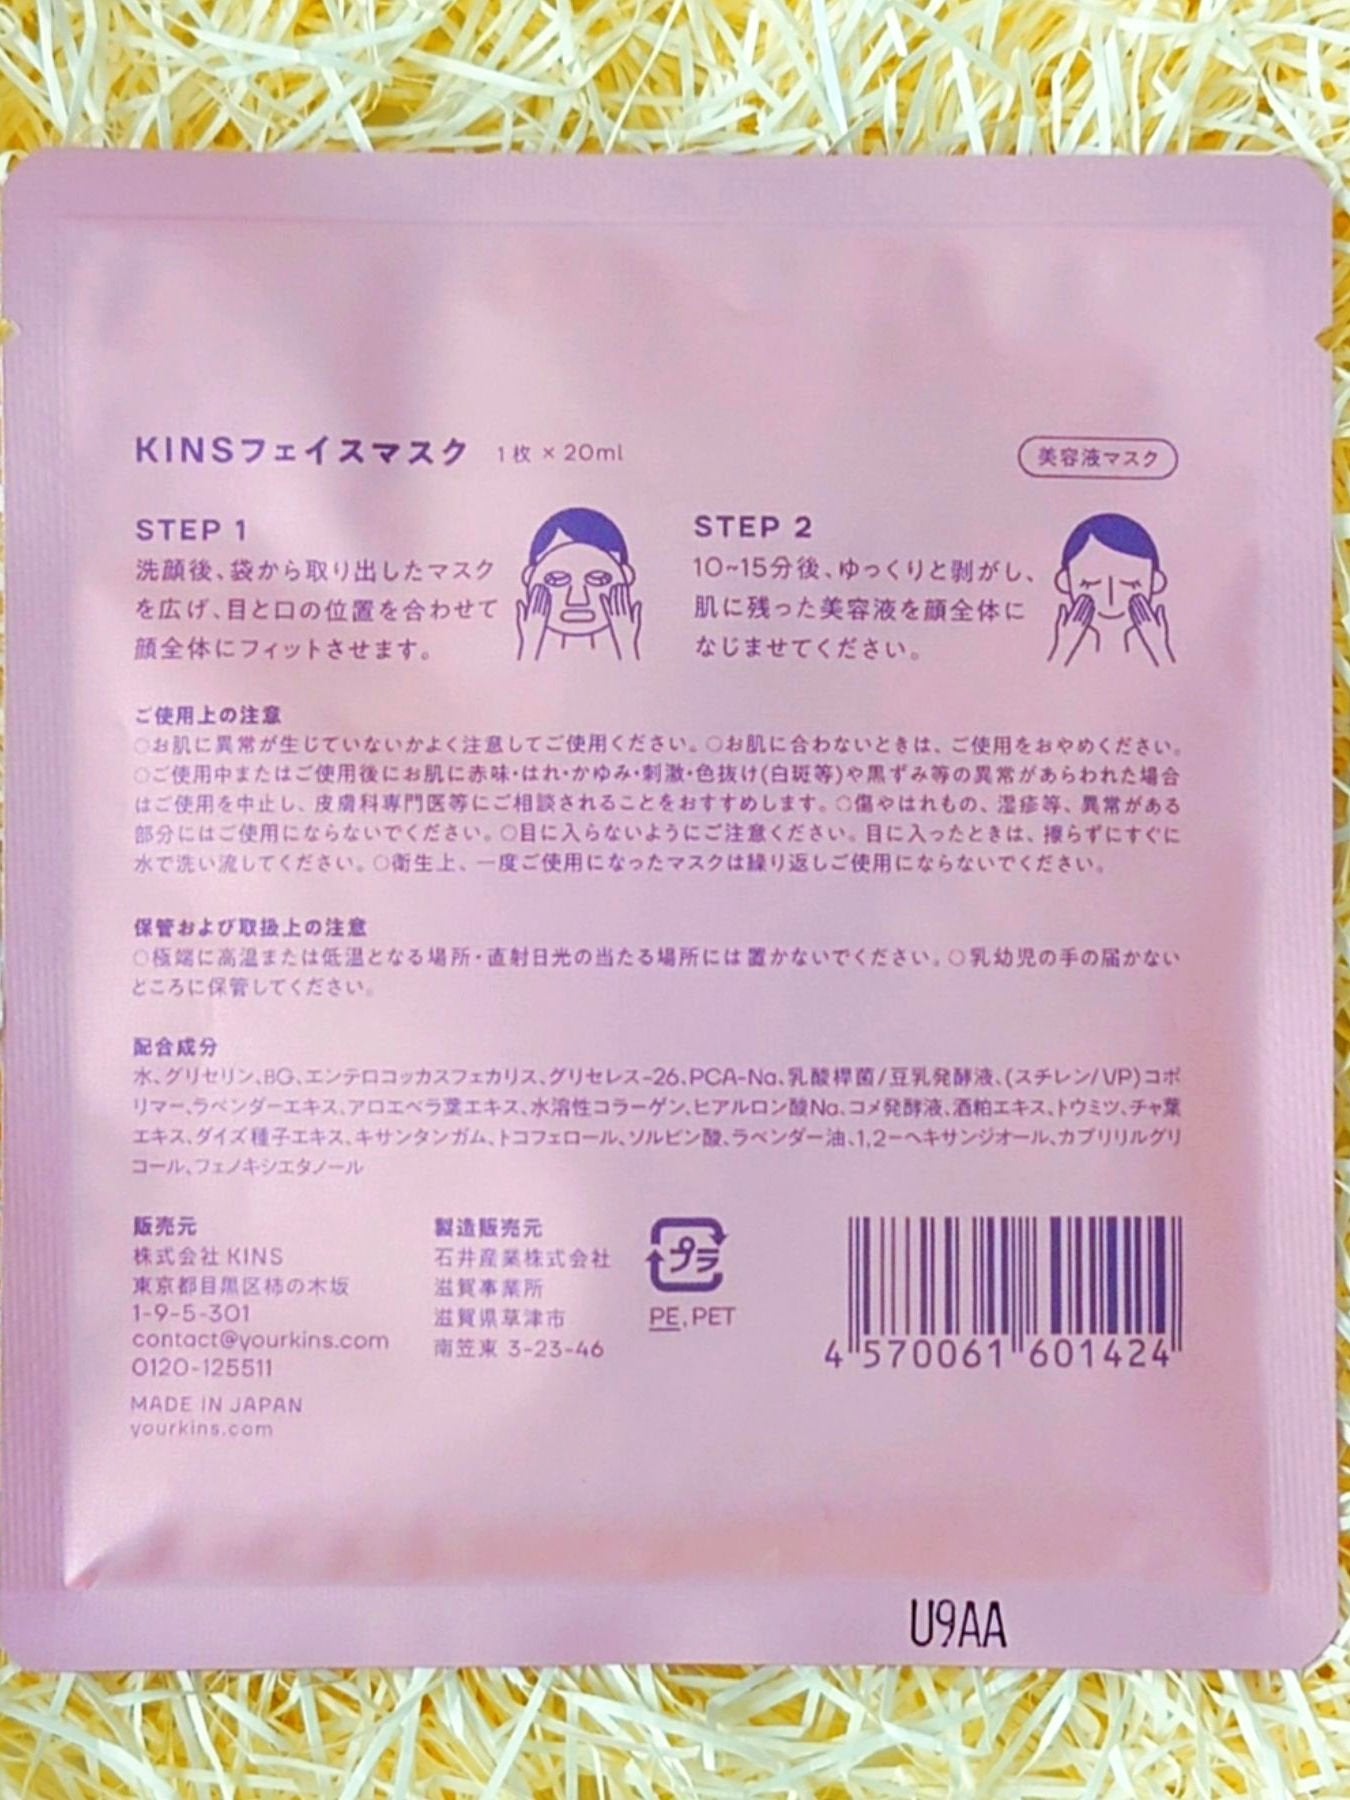 KINSフェイスマスク 1枚 × 20ml
美容液マスク
STEP 1
洗顔後、袋から取り出したマスク
を広げ、目と口の位置を合わせて
顔全体にフィットさせます。
STEP 2
10~15分後、ゆっくりと剥がし、
肌に残った美容液を顔全体に
なじませてください。
ご使用上の注意
○お肌に異常が生じていないかよく注意してご使用ください。○お肌に合わないときは、ご使用をおやめください。
○ご使用中またはご使用後にお肌に赤味・はれ・かゆみ・刺激・色抜け(白斑等)や黒ずみ等の異常があらわれた場合
はご使用を中止し、皮膚科専門医等にご相談されることをおすすめします。○傷やはれもの、湿疹等、異常がある
部分にはご使用にならないでください。○目に入らないようにご注意ください。目に入ったときは、擦らずにすぐに
水で洗い流してください。○衛生上、一度ご使用になったマスクは繰り返しご使用にならないでください。
保管および取扱上の注意
○極端に高温または低温となる場所・直射日光の当たる場所には置かないでください。○乳幼児の手の届かない
ところに保管してください。
配合成分
水、グリセリン、BG、エンテロコッカスフェカリス、グリセレス-26、PCA-Na、乳酸桿菌/豆乳発酵液、(スチレン/VP)コポ
リマー、ラベンダーエキス、アロエベラ葉エキス、水溶性コラーゲン、ヒアルロン酸Na、コメ発酵液、酒粕エキス、トウミツ、チャ葉
エキス、ダイズ種子エキス、キサンタンガム、トコフェロール、ソルビン酸、ラベンダー油、1,2-ヘキサンジオール、カプリリルグリ
コール、フェノキシエタノール
販売元
株式会社 KINS
東京都目黒区柿の木坂
1-9-5-301
contact@yourkins.com
0120-125511
MADE IN JAPAN
yourkins.com
製造販売元
石井産業株式会社
滋賀事業所
滋賀県草津市
南笠東 3-23-46
プラ
PE, PET
4 570061 601424
U9AA